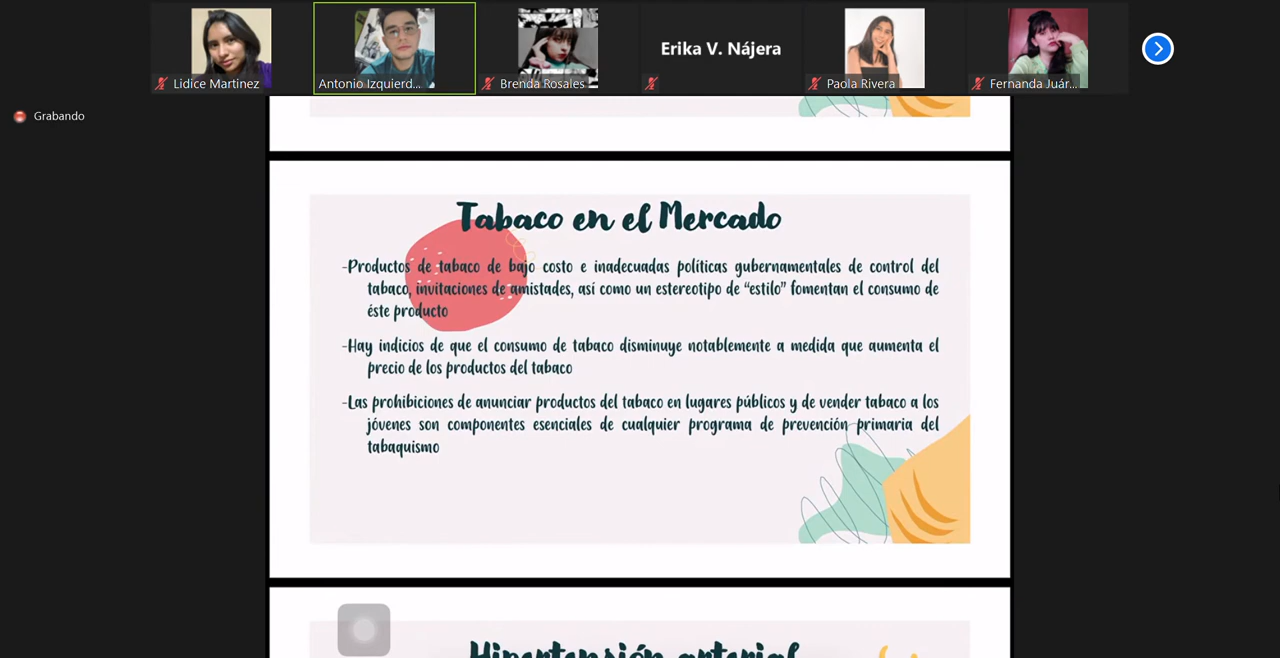 Erika V. Nájera
Lidice Martinez
Antonio Izquierd...
Brenda Rosales
Paola Rivera
Fernanda Juár...
Grabando
Tabaco en el Mercado
-Productos de tabaco de bajo costo e inadecuadas políticas gubernamentales de control del
tabaco, invitaciones de amistades, así como un estereotipo de “estilo” fomentan el consumo de
éste producto
-Hay indicios de que el consumo de tabaco disminuye notablemente a medida que aumenta el
precio de los productos del tabaco
-Las prohibiciones de anunciar productos del tabaco en lugares públicos y de vender tabaco a los
jóvenes son componentes esenciales de cualquier programa de prevención primaria del
tabaquismo
Hipertensión arterial